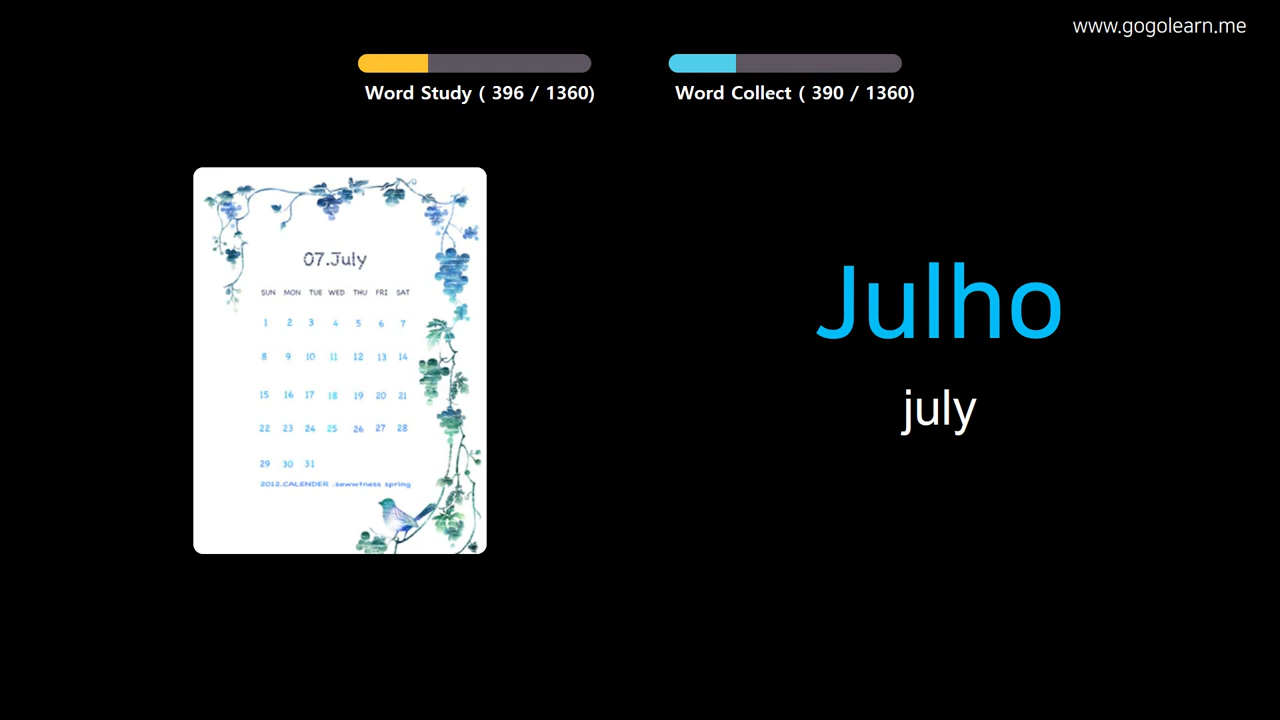 www.gogolearn.me
Word Study ( 396 / 1360)
Word Collect ( 390 / 1360)
07.July
SUN MON TUE WED THU FRI SAT
1 2 3 4 5 6 7
8 9 10 11 12 13 14
15 16 17 18 19 20 21
22 23 24 25 26 27 28
29 30 31
2012.CALENDER .sewwtness spring
Julho
july